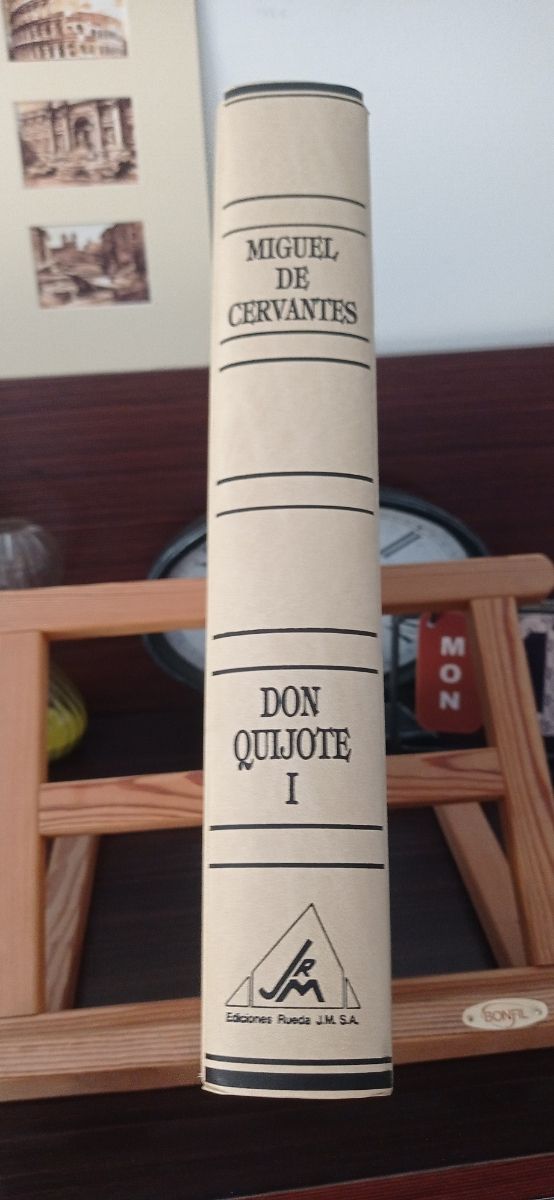 MIGUEL
DE
CERVANTES
DON
QUIJOTE
I
JRM
Ediciones Rueda J.M. S.A.
MON
BONFIL